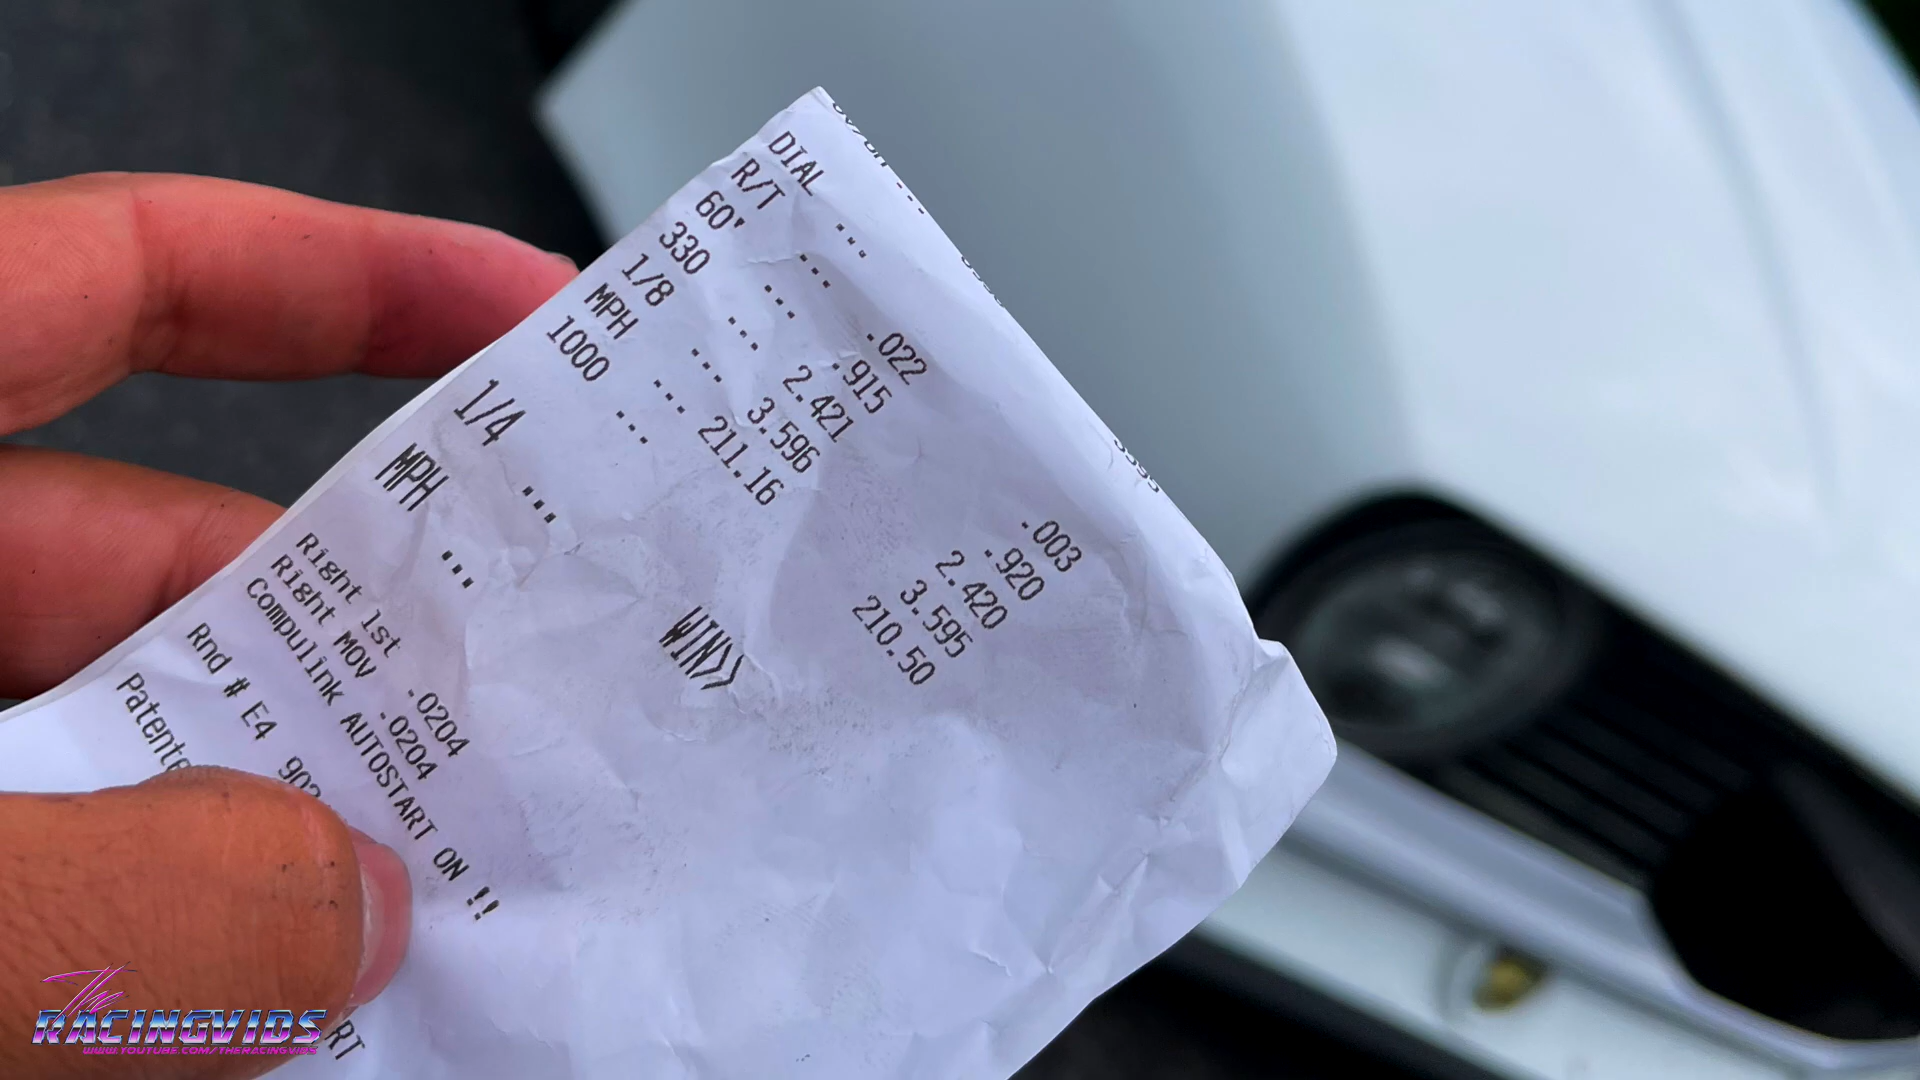 DIAL ...
R/T ... .022 .003
60' ... .915 .920
330 ... 2.421 2.420
1/8 ... 3.596 3.595
MPH ... 211.16 210.50
1000 ...
1/4 ...
MPH ... WIN>>
Right 1st .0204
Right MOV .0204
Compulink AUTOSTART ON !!
Rnd # E4
RT
The
RACINGVIDS
WWW.YOUTUBE.COM/THERACINGVIDS